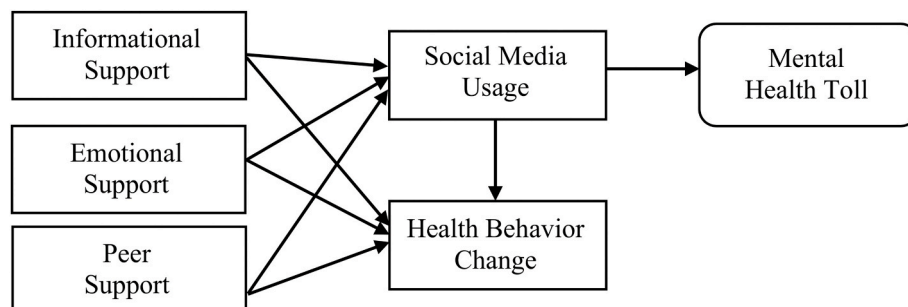 Informational
Support
Emotional
Support
Peer
Support
Social Media
Usage
Health Behavior
Change
Mental
Health Toll